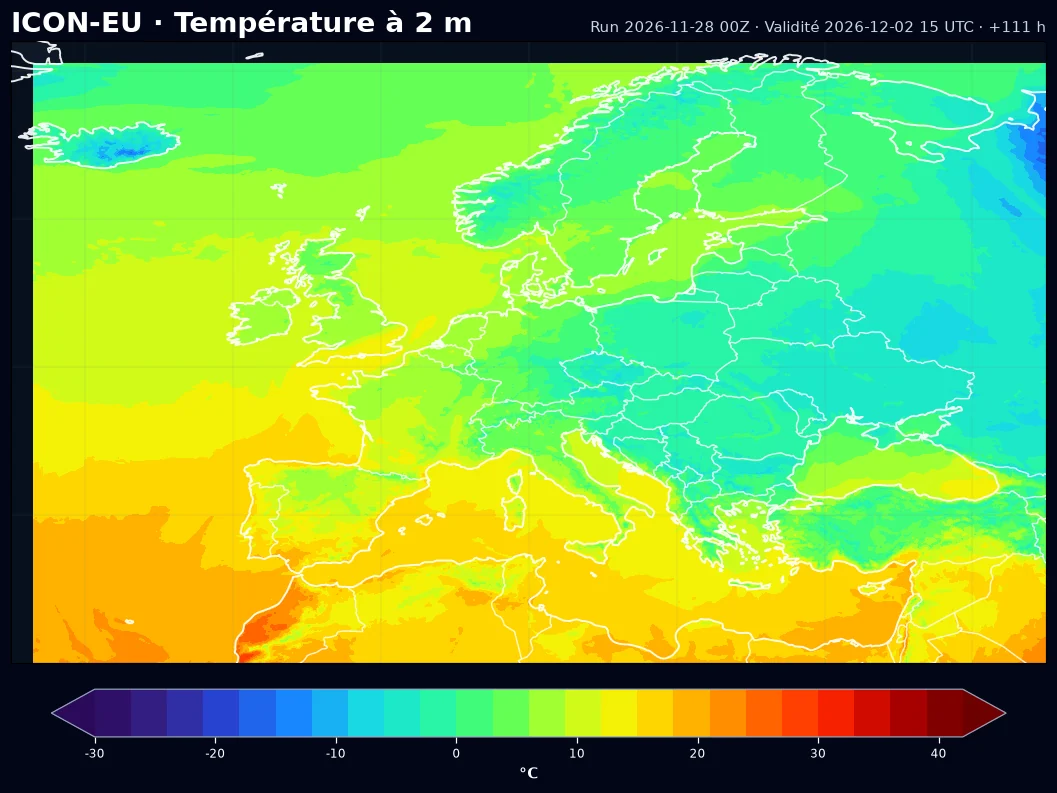 ICON-EU · Température à 2 m
Run 2026-11-28 00Z · Validité 2026-12-02 15 UTC · +111 h
-30 -20 -10 0 10 20 30 40
°C